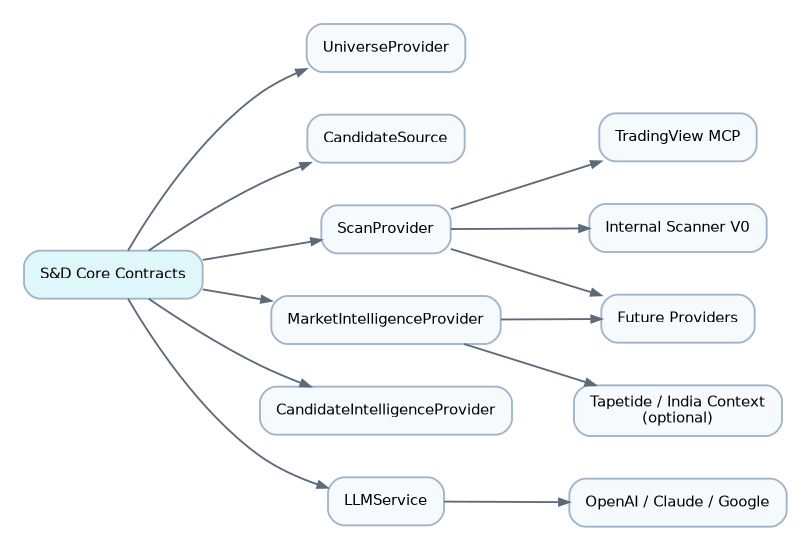 UniverseProvider
CandidateSource
TradingView MCP
ScanProvider
Internal Scanner V0
S&D Core Contracts
MarketIntelligenceProvider
Future Providers
CandidateIntelligenceProvider
Tapetide / India Context
(optional)
LLMService
OpenAI / Claude / Google